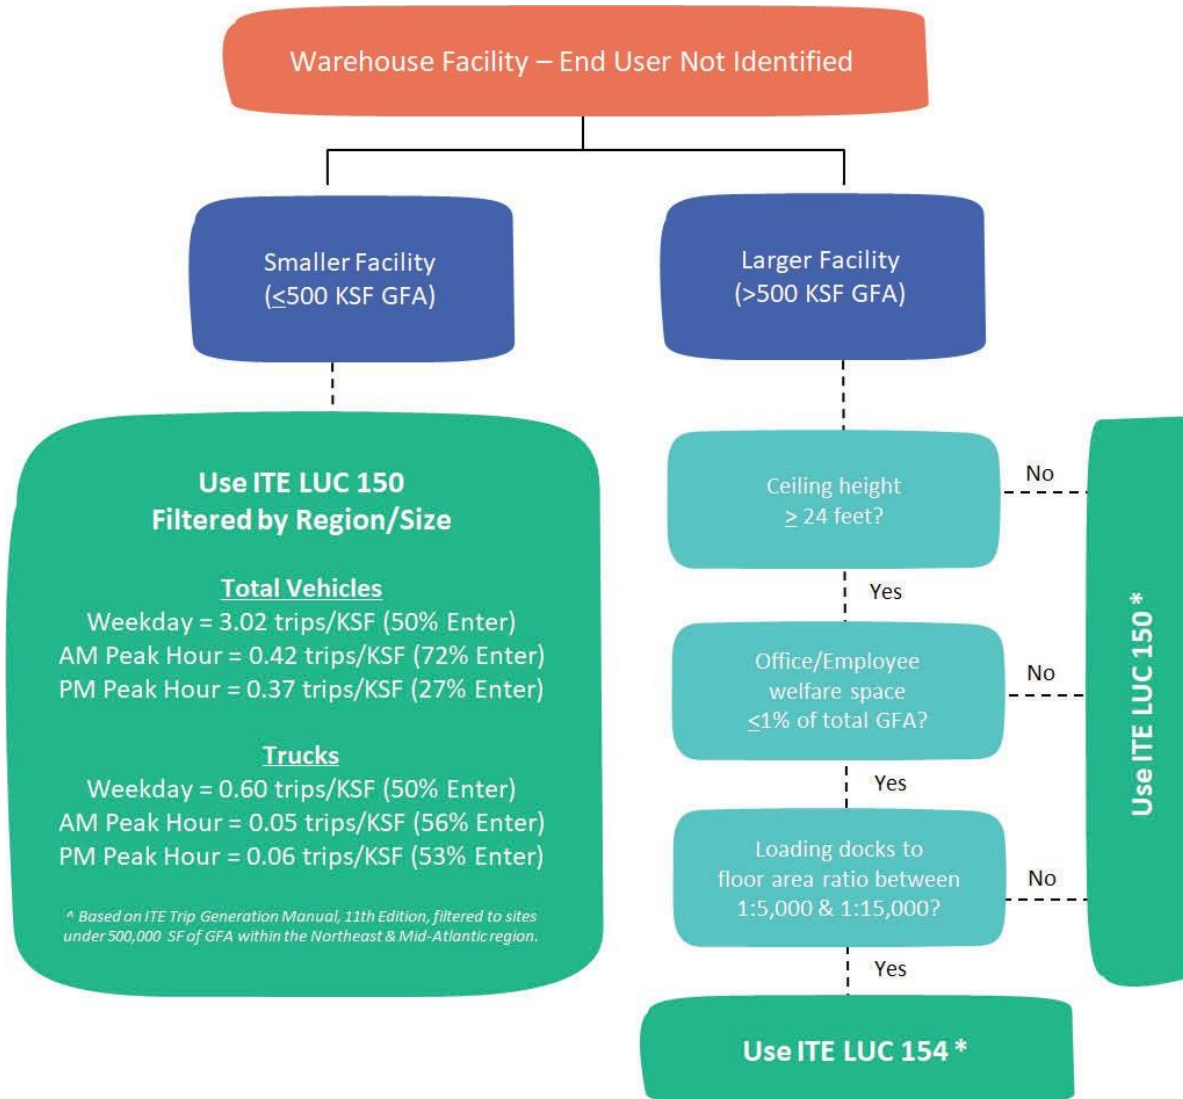 Warehouse Facility – End User Not Identified
Smaller Facility
(≤500 KSF GFA)
Larger Facility
(>500 KSF GFA)
Use ITE LUC 150
Filtered by Region/Size
Total Vehicles
Weekday = 3.02 trips/KSF (50% Enter)
AM Peak Hour = 0.42 trips/KSF (72% Enter)
PM Peak Hour = 0.37 trips/KSF (27% Enter)
Trucks
Weekday = 0.60 trips/KSF (50% Enter)
AM Peak Hour = 0.05 trips/KSF (56% Enter)
PM Peak Hour = 0.06 trips/KSF (53% Enter)
^ Based on ITE Trip Generation Manual, 11th Edition, filtered to sites
under 500,000 SF of GFA within the Northeast & Mid-Atlantic region.
Ceiling height
≥ 24 feet?
No
Yes
Office/Employee
welfare space
≤1% of total GFA?
No
Yes
Loading docks to
floor area ratio between
1:5,000 & 1:15,000?
No
Yes
Use ITE LUC 154 *
Use ITE LUC 150 *